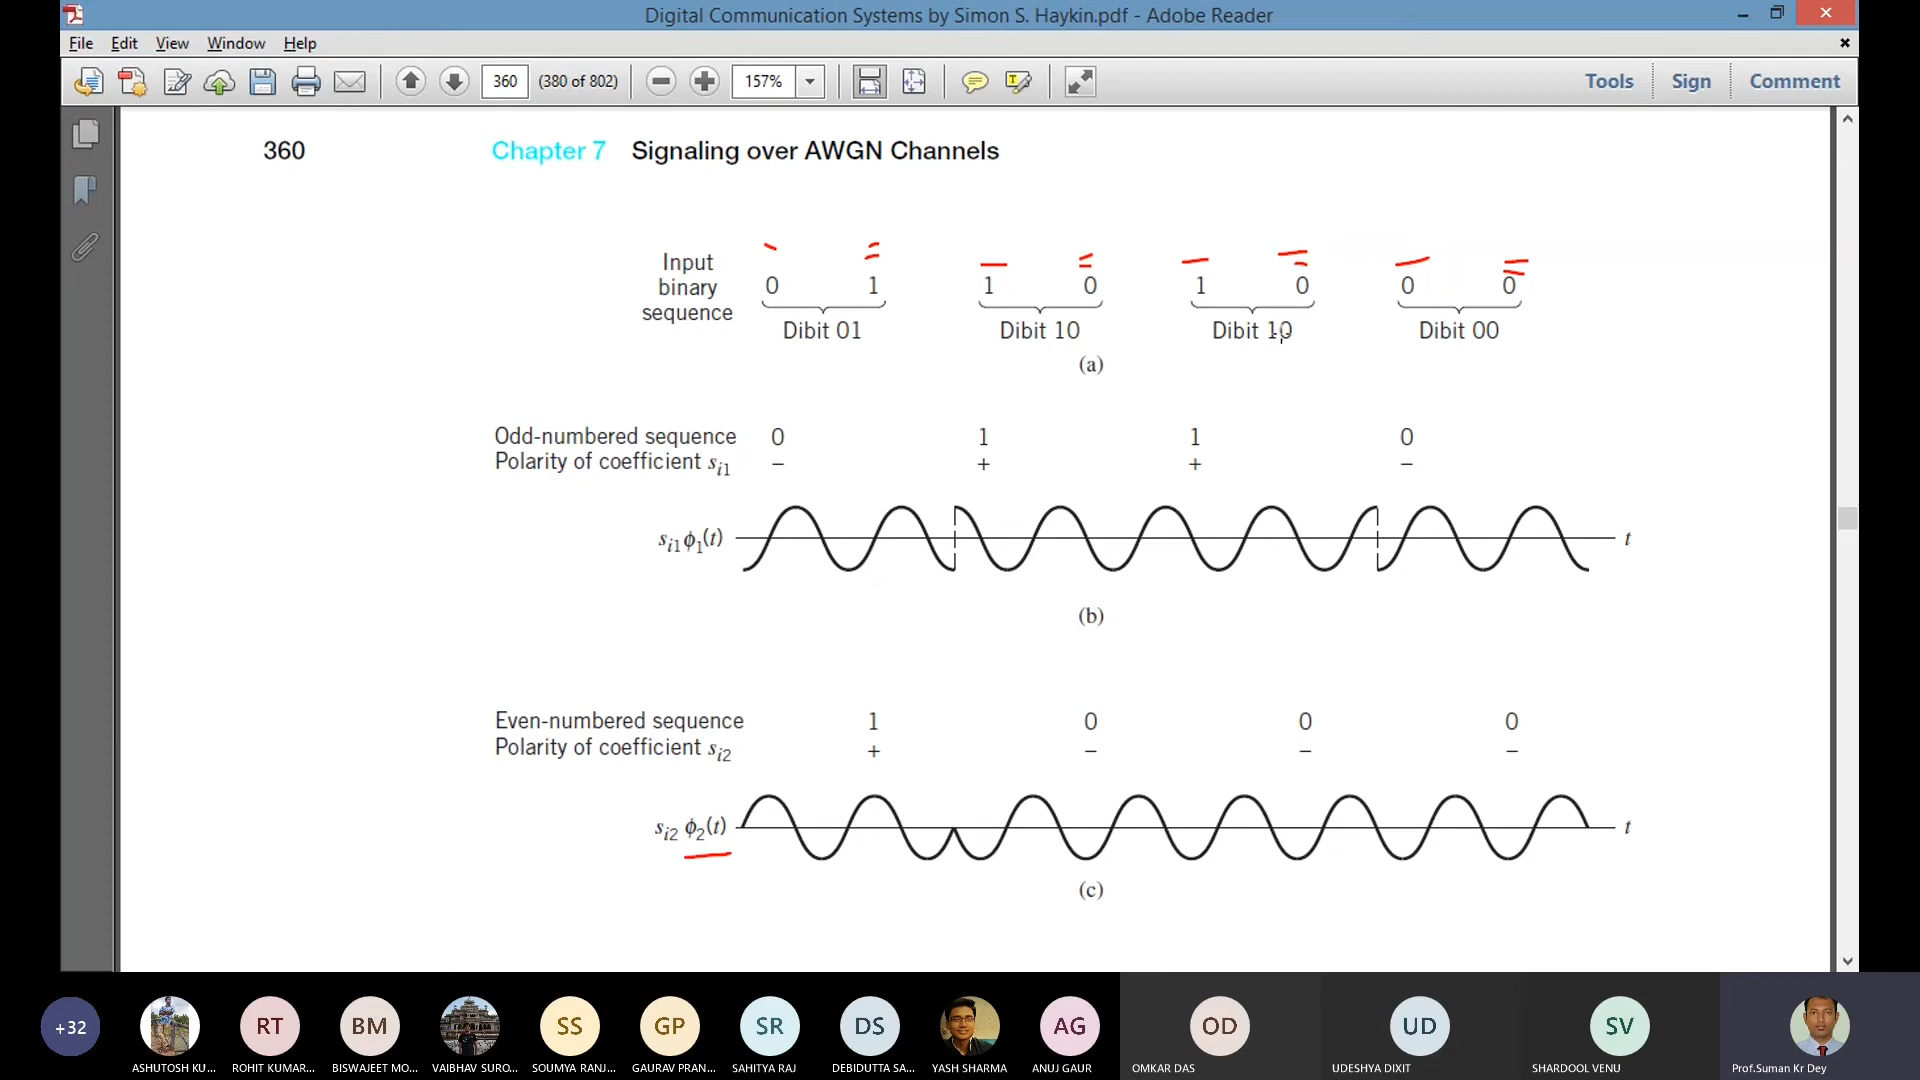 Digital Communication Systems by Simon S. Haykin.pdf - Adobe Reader
File Edit View Window Help
360 (380 of 802) 157% Tools Sign Comment
360 Chapter 7 Signaling over AWGN Channels
Input
binary
sequence
0 1 1 0 1 0 0 0
Dibit 01 Dibit 10 Dibit 10 Dibit 00
(a)
Odd-numbered sequence 0 1 1 0
Polarity of coefficient si1 – + + –
si1ϕ1(t) t
(b)
Even-numbered sequence 1 0 0 0
Polarity of coefficient si2 + – – –
si2 ϕ2(t) t
(c)
+32 RT BM SS GP SR DS AG OD UD SV
ASHUTOSH KU... ROHIT KUMAR... BISWAJEET MO... VAIBHAV SURO... SOUMYA RANJ... GAURAV PRAN... SAHITYA RAJ DEBIDUTTA SA... YASH SHARMA ANUJ GAUR OMKAR DAS UDESHYA DIXIT SHARDOOL VENU Prof.Suman Kr Dey